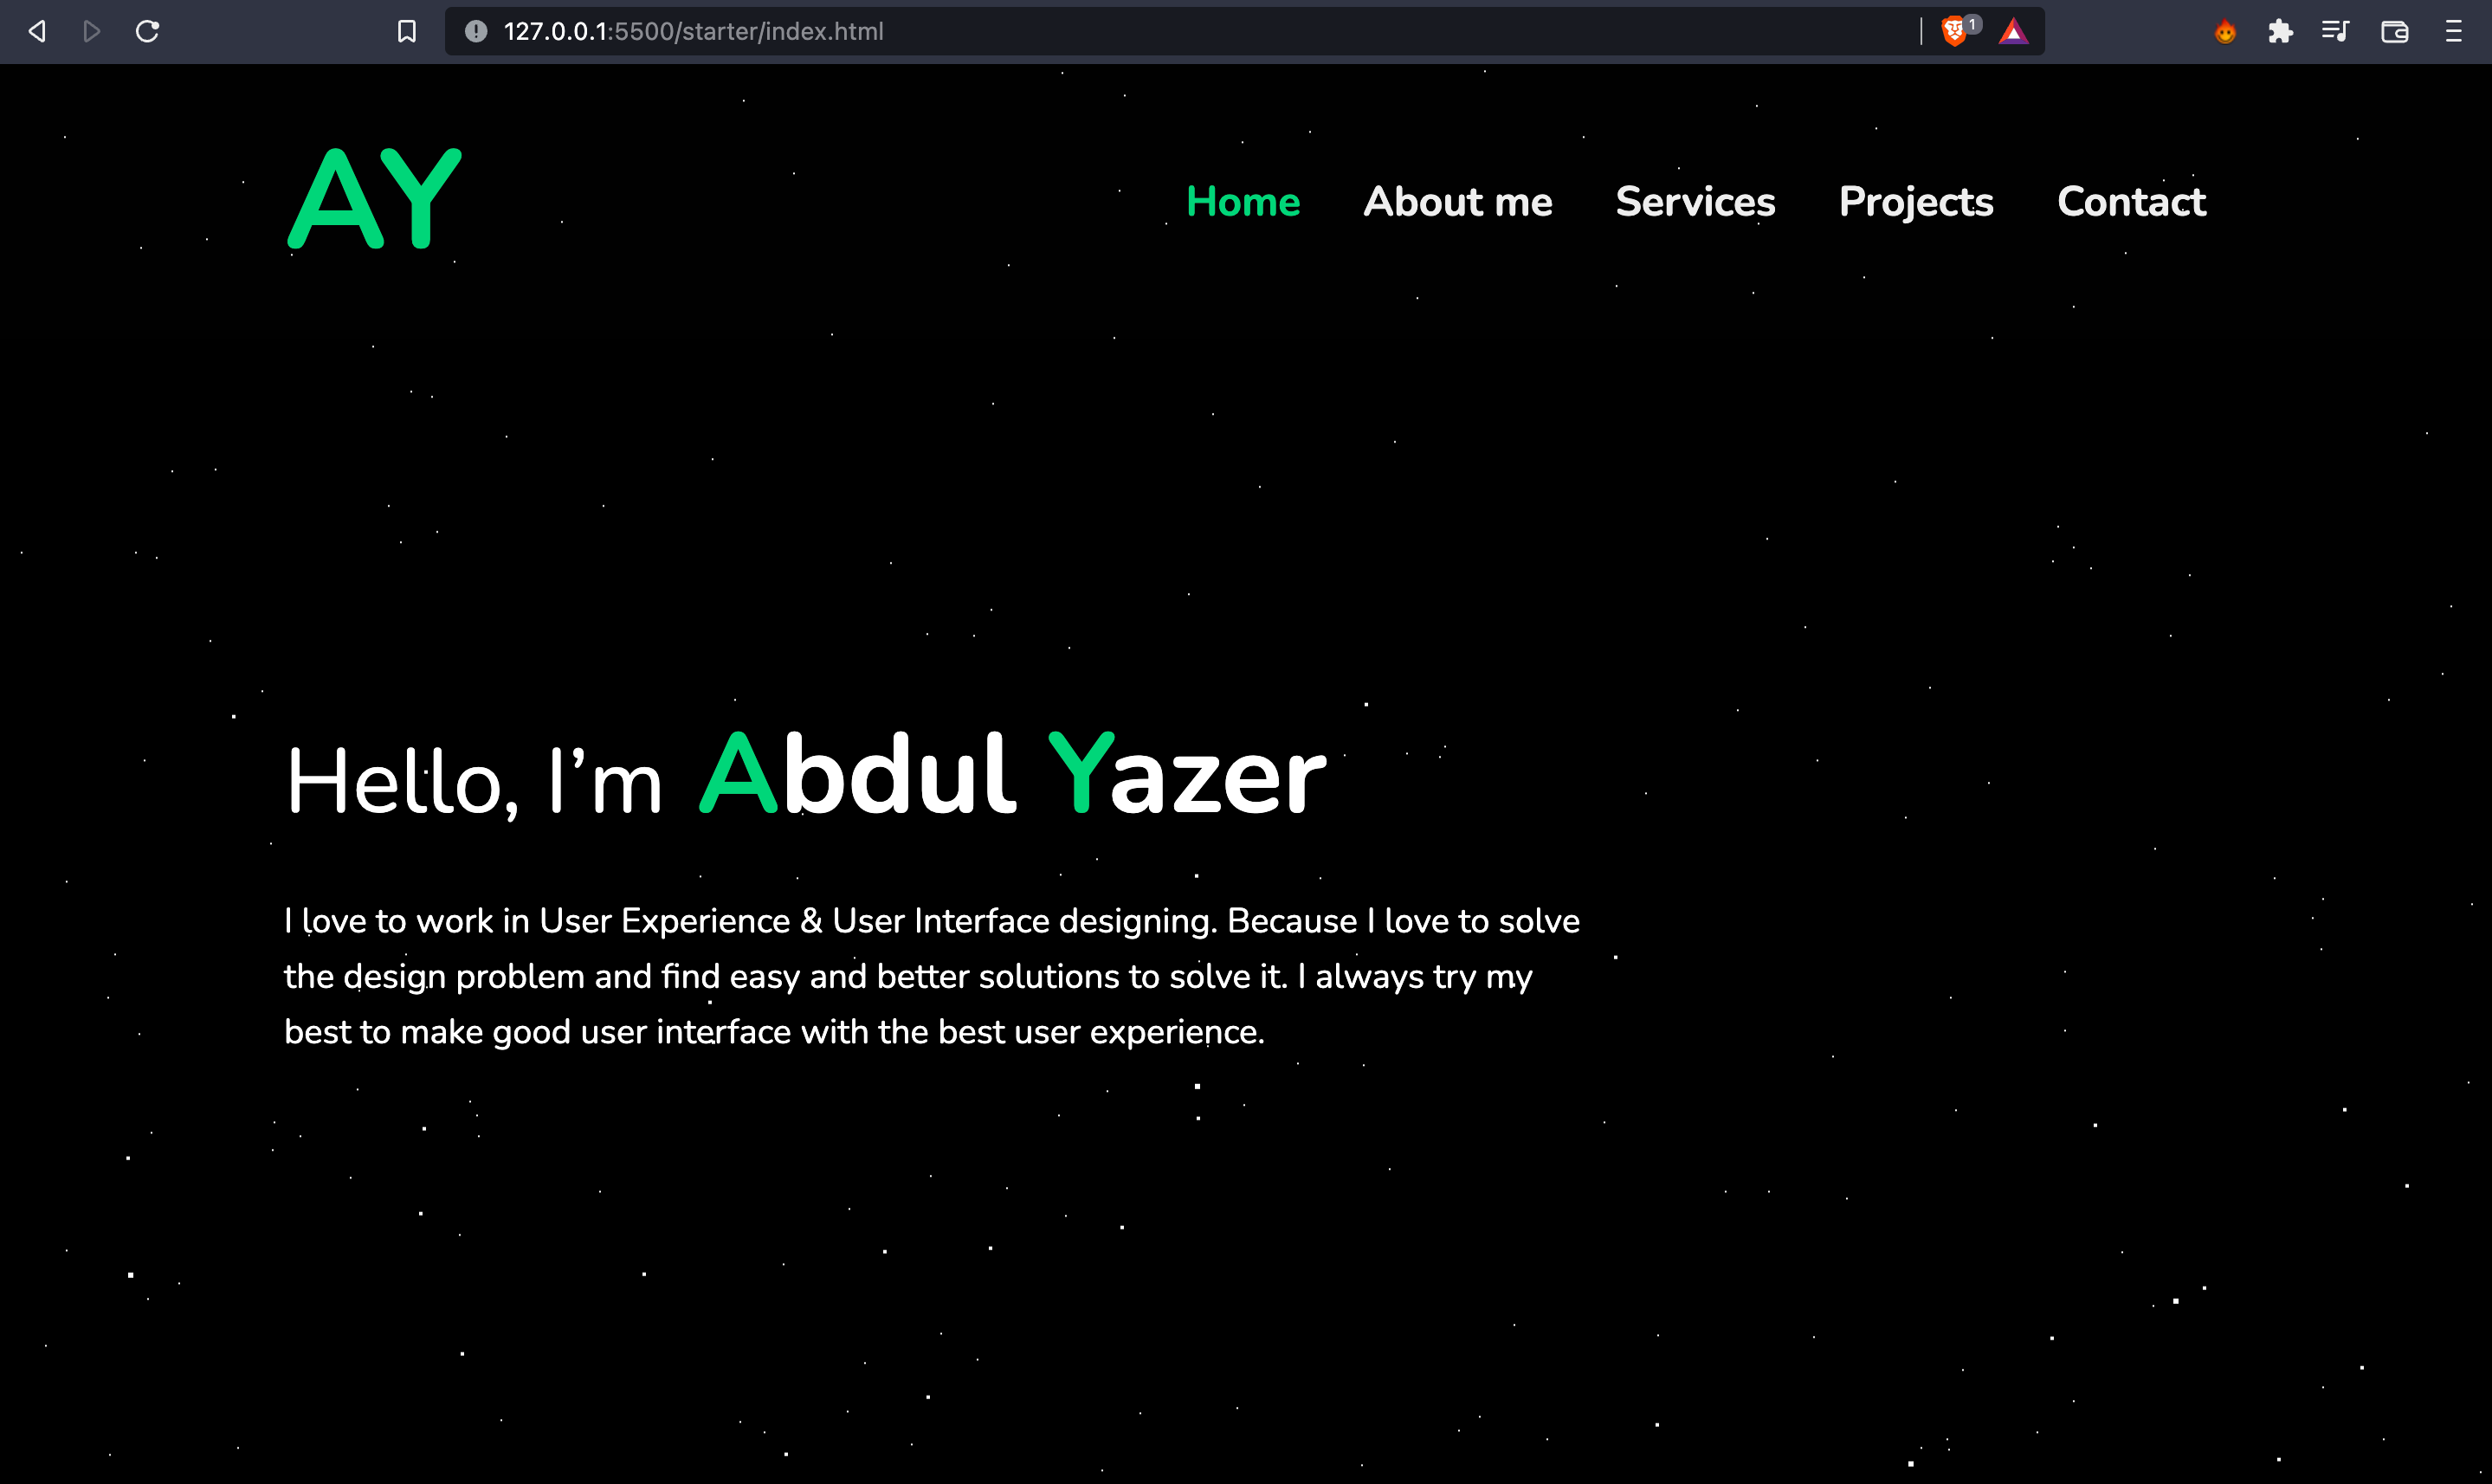 127.0.0.1:5500/starter/index.html
1
AY
Home About me Services Projects Contact
Hello, I’m Abdul Yazer
I love to work in User Experience & User Interface designing. Because I love to solve
the design problem and find easy and better solutions to solve it. I always try my
best to make good user interface with the best user experience.